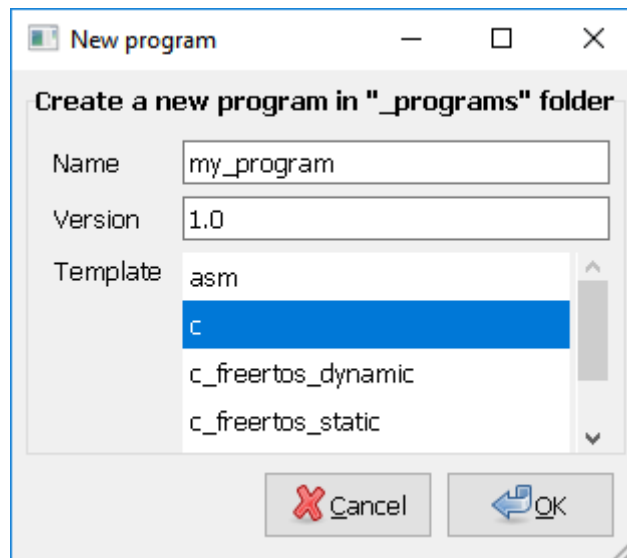 New program
Create a new program in "_programs" folder
Name my_program
Version 1.0
Template asm
c
c_freertos_dynamic
c_freertos_static
Cancel OK